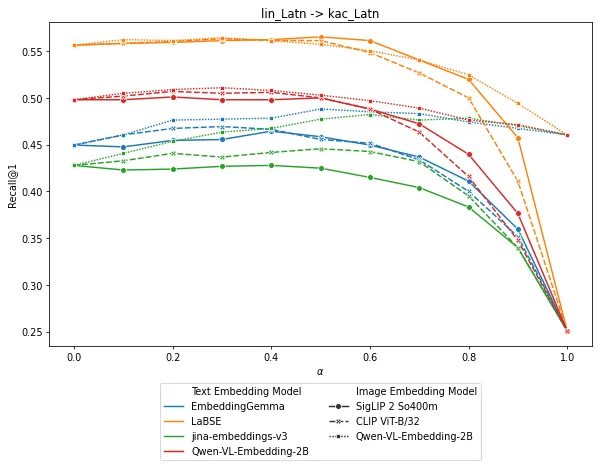 lin_Latn -> kac_Latn
Recall@1
0.55
0.50
0.45
0.40
0.35
0.30
0.25
0.0 0.2 0.4 0.6 0.8 1.0
α
Text Embedding Model Image Embedding Model
EmbeddingGemma SigLIP 2 So400m
LaBSE CLIP ViT-B/32
jina-embeddings-v3 Qwen-VL-Embedding-2B
Qwen-VL-Embedding-2B